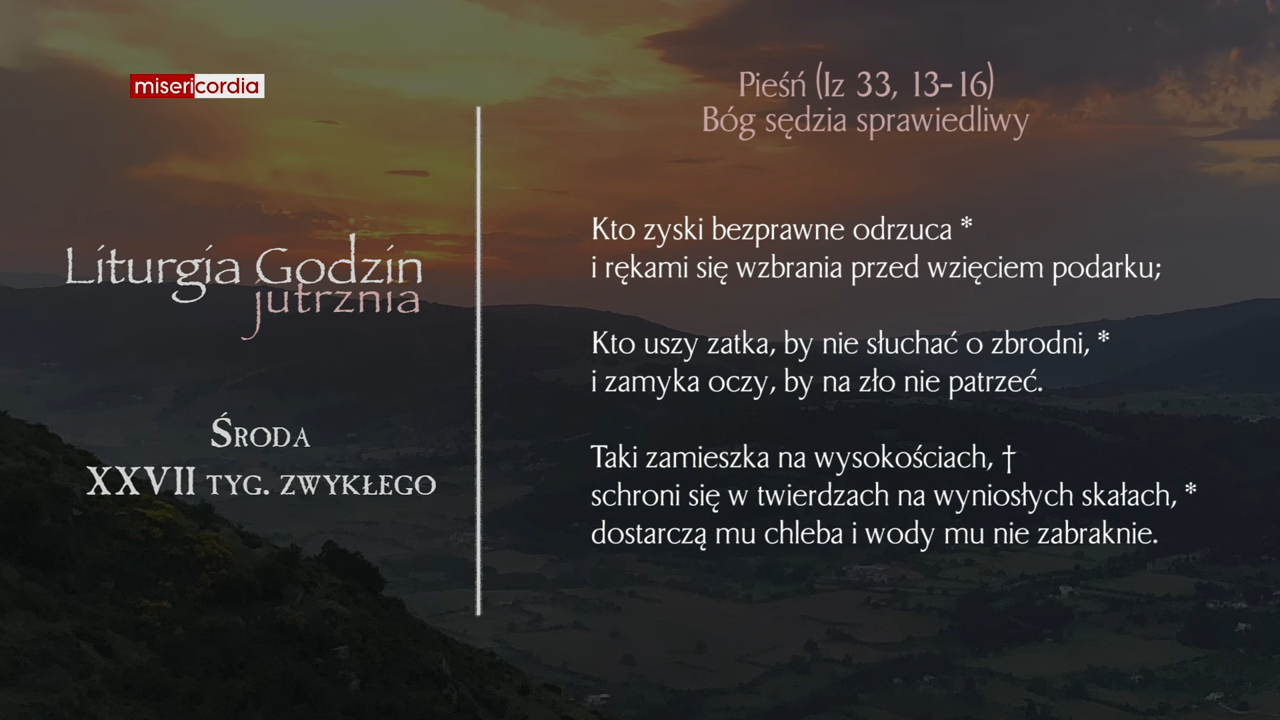 misericordia
Liturgia Godzin
jutrznia
Środa
XXVII tyg. zwykłego
Pieśń (Iz 33, 13-16)
Bóg sędzia sprawiedliwy
Kto zyski bezprawne odrzuca *
i rękami się wzbrania przed wzięciem podarku;
Kto uszy zatka, by nie słuchać o zbrodni, *
i zamyka oczy, by na zło nie patrzeć.
Taki zamieszka na wysokościach, †
schroni się w twierdzach na wyniosłych skałach, *
dostarczą mu chleba i wody mu nie zabraknie.